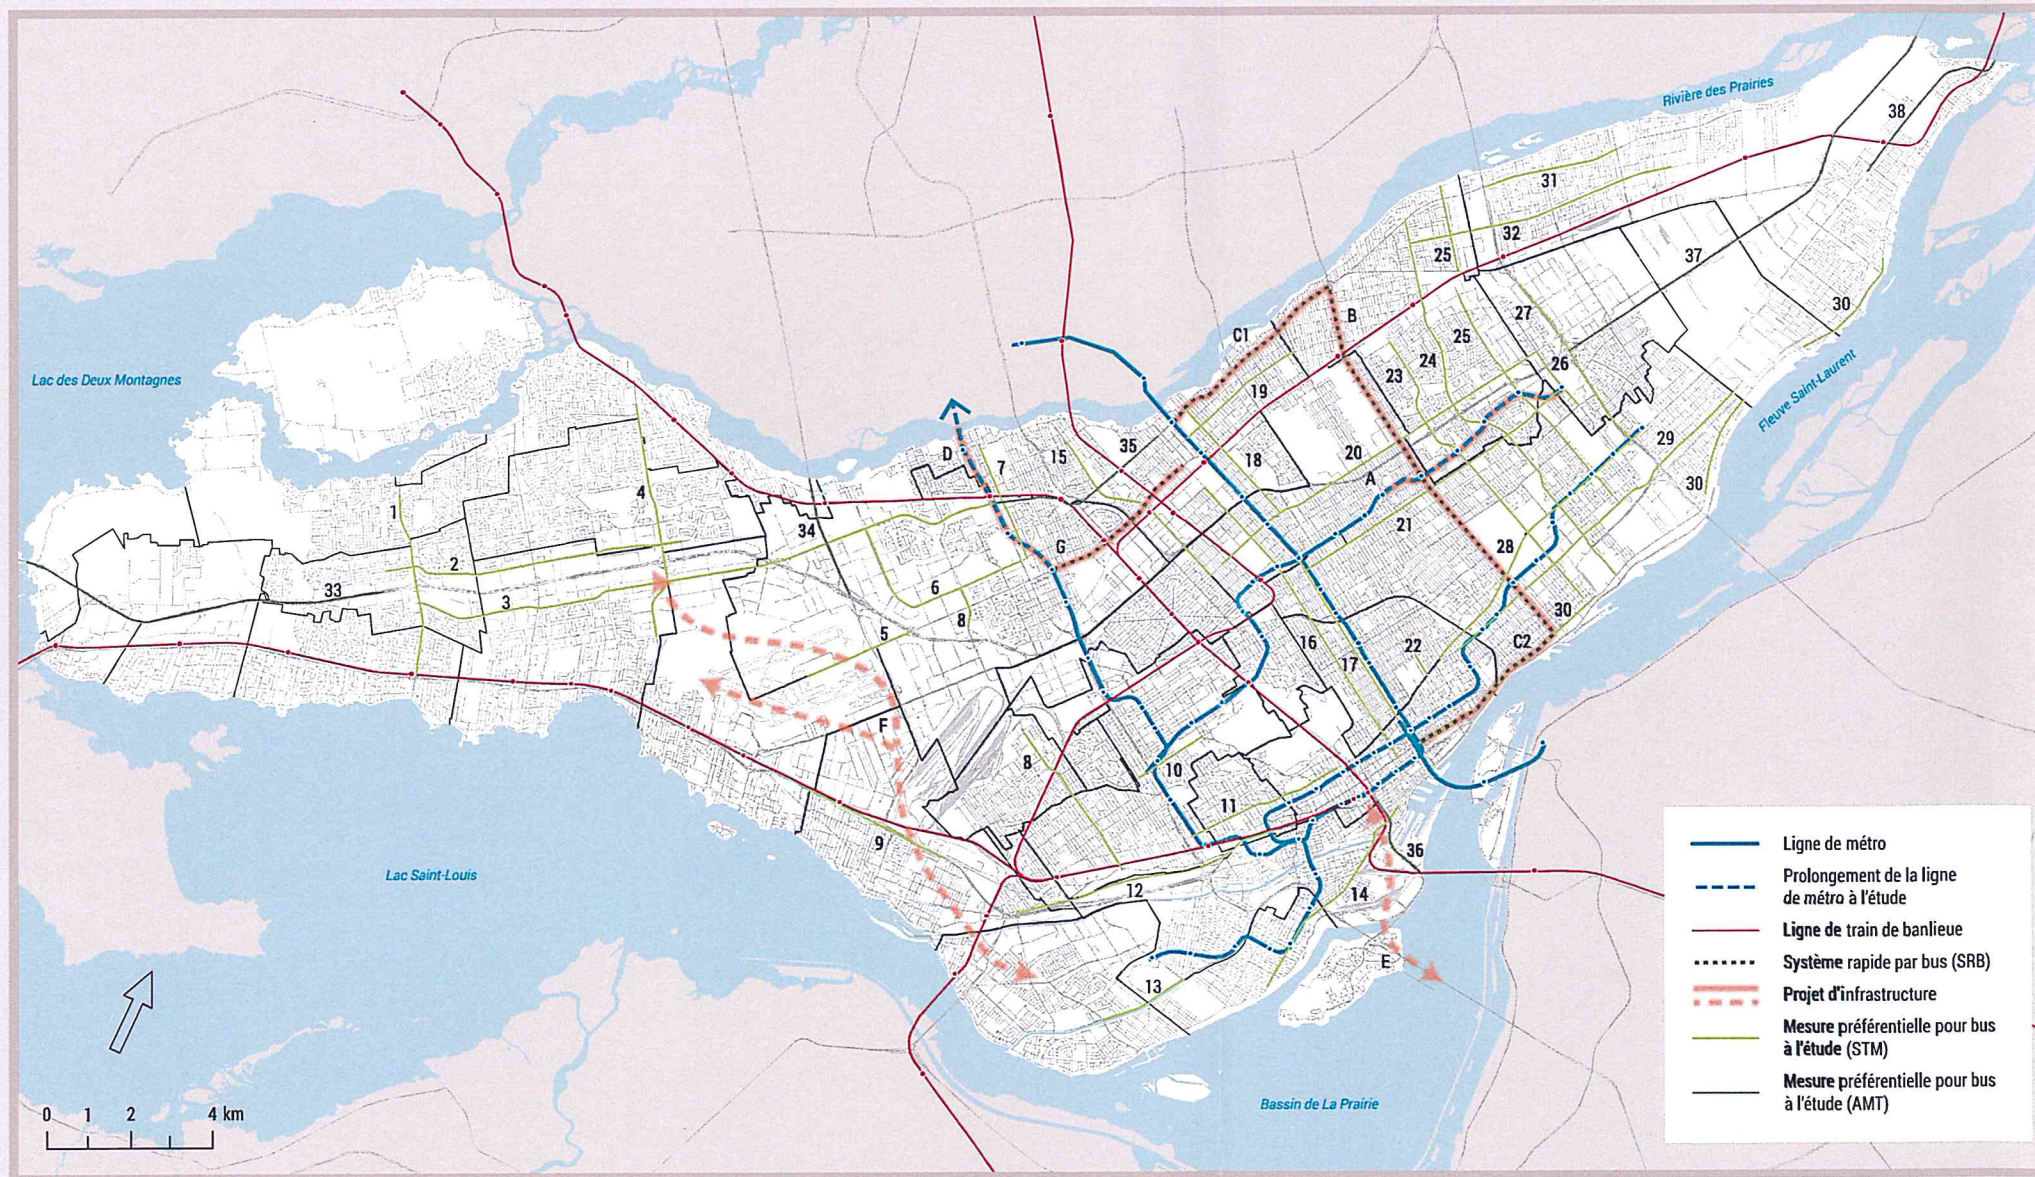 Rivière des Prairies
38
31
32
25
37
27
30
B
C1
25
24
23
26
19
Lac des Deux Montagnes
Fleuve Saint-Laurent
D
7
15
35
18
20
A
29
30
1
4
34
21
2
G
28
33
3
6
8
5
16
17
22
C2
30
F
8
10
11
9
Lac Saint-Louis
12
14
36
13
E
Bassin de La Prairie
0 1 2 4 km
Ligne de métro
Prolongement de la ligne
de métro à l'étude
Ligne de train de banlieue
Système rapide par bus (SRB)
Projet d'infrastructure
Mesure préférentielle pour bus
à l'étude (STM)
Mesure préférentielle pour bus
à l'étude (AMT)